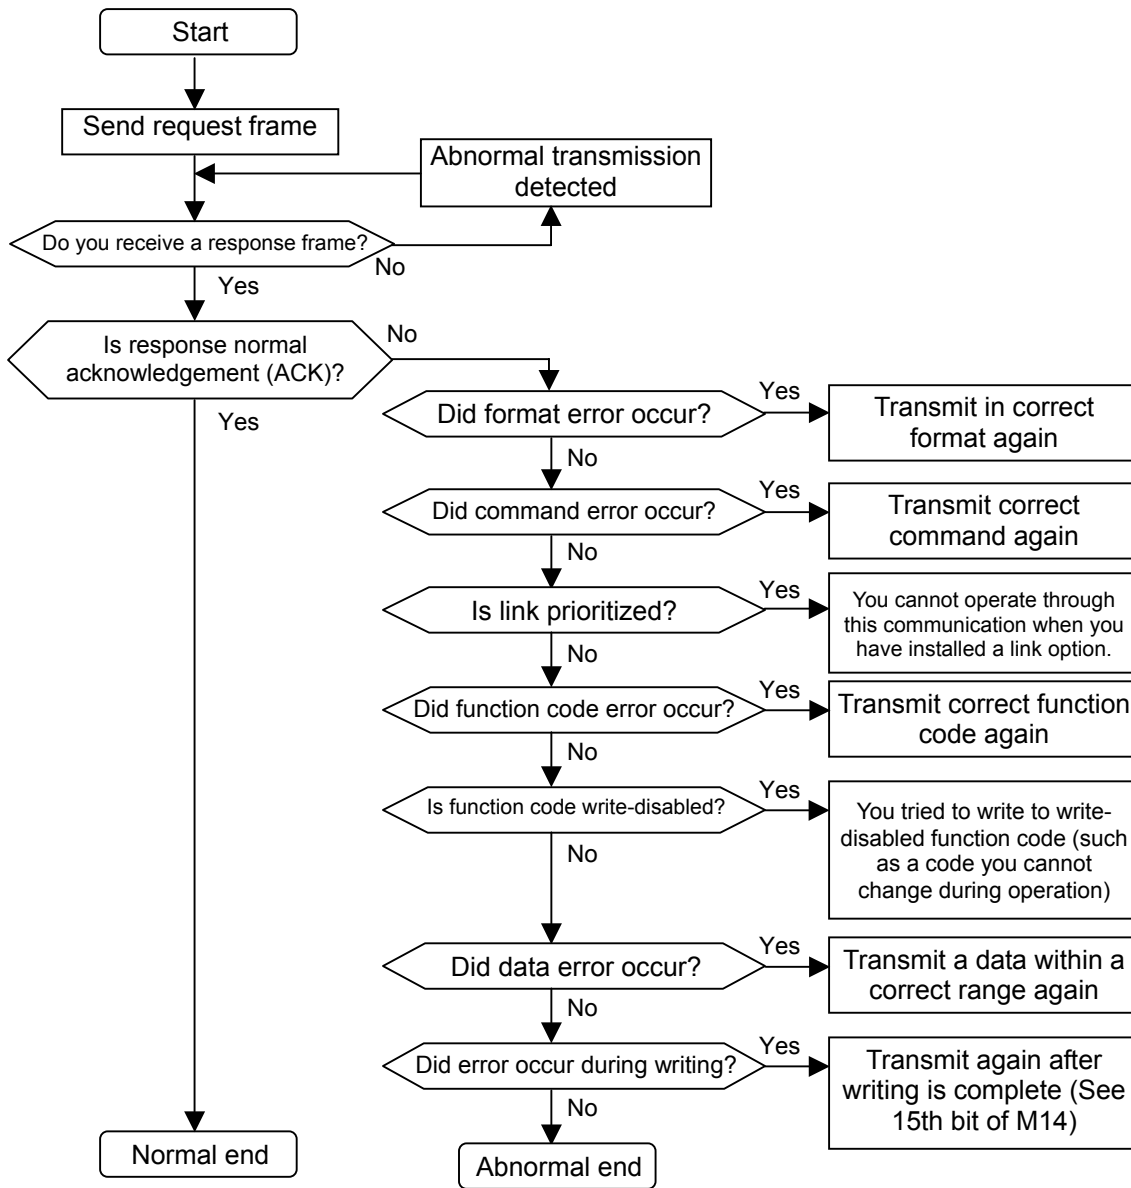 Start
Send request frame
Abnormal transmission
detected
Do you receive a response frame?
No
Yes
Is response normal
acknowledgement (ACK)?
No
Yes
Did format error occur?
Yes
Transmit in correct
format again
No
Did command error occur?
Yes
Transmit correct
command again
No
Is link prioritized?
Yes
You cannot operate through
this communication when you
have installed a link option.
No
Did function code error occur?
Yes
Transmit correct function
code again
No
Is function code write-disabled?
Yes
You tried to write to write-
disabled function code (such
as a code you cannot
change during operation)
No
Did data error occur?
Yes
Transmit a data within a
correct range again
No
Did error occur during writing?
Yes
Transmit again after
writing is complete (See
15th bit of M14)
No
Normal end
Abnormal end